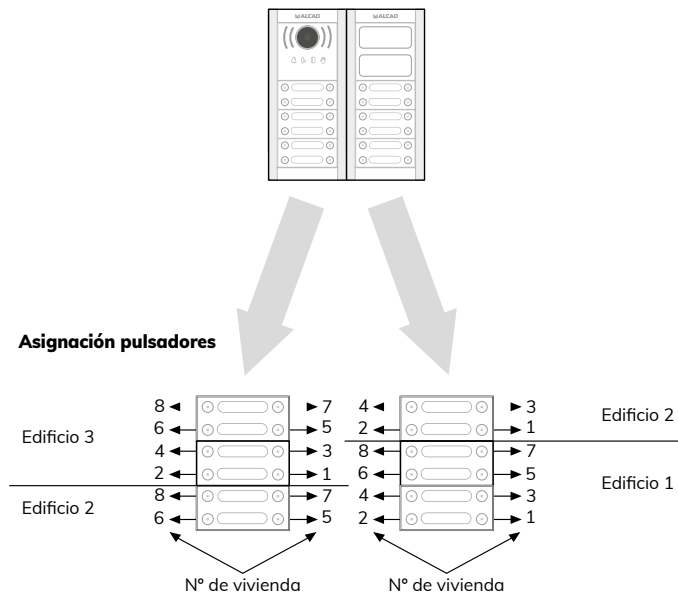 ALCAD ALCAD
Asignación pulsadores
8 7 4 3
6 5 2 1
Edificio 2
Edificio 3
4 3 8 7
2 1 6 5
Edificio 1
8 7 4 3
Edificio 2
6 5 2 1
Nº de vivienda Nº de vivienda